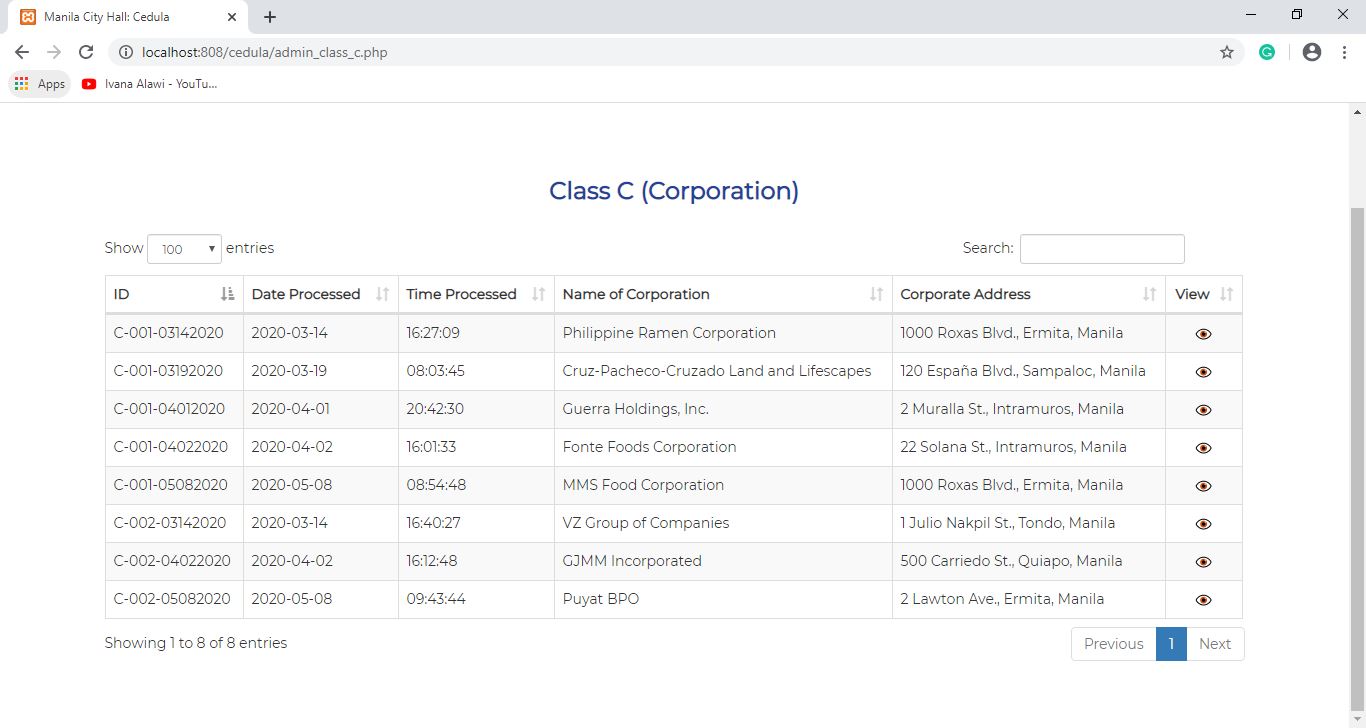 Manila City Hall: Cedula
localhost:808/cedula/admin_class_c.php
Apps Ivana Alawi - YouTu...
Class C (Corporation)
Show 100 entries Search:
ID Date Processed Time Processed Name of Corporation Corporate Address View
C-001-03142020 2020-03-14 16:27:09 Philippine Ramen Corporation 1000 Roxas Blvd., Ermita, Manila
C-001-03192020 2020-03-19 08:03:45 Cruz-Pacheco-Cruzado Land and Lifescapes 120 España Blvd., Sampaloc, Manila
C-001-04012020 2020-04-01 20:42:30 Guerra Holdings, Inc. 2 Muralla St., Intramuros, Manila
C-001-04022020 2020-04-02 16:01:33 Fonte Foods Corporation 22 Solana St., Intramuros, Manila
C-001-05082020 2020-05-08 08:54:48 MMS Food Corporation 1000 Roxas Blvd., Ermita, Manila
C-002-03142020 2020-03-14 16:40:27 VZ Group of Companies 1 Julio Nakpil St., Tondo, Manila
C-002-04022020 2020-04-02 16:12:48 GJMM Incorporated 500 Carriedo St., Quiapo, Manila
C-002-05082020 2020-05-08 09:43:44 Puyat BPO 2 Lawton Ave., Ermita, Manila
Showing 1 to 8 of 8 entries Previous 1 Next